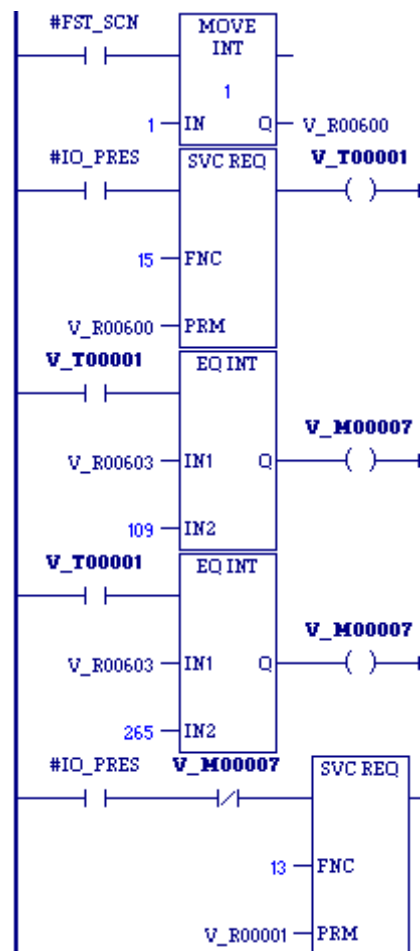 #FST_SCN
MOVE
INT
1
1 IN Q V_R00600
#IO_PRES SVC REQ V_T00001
15 FNC
V_R00600 PRM
V_T00001 EQ INT
V_M00007
V_R00603 IN1 Q
109 IN2
V_T00001 EQ INT
V_M00007
V_R00603 IN1 Q
265 IN2
#IO_PRES V_M00007 SVC REQ
13 FNC
V_R00001 PRM